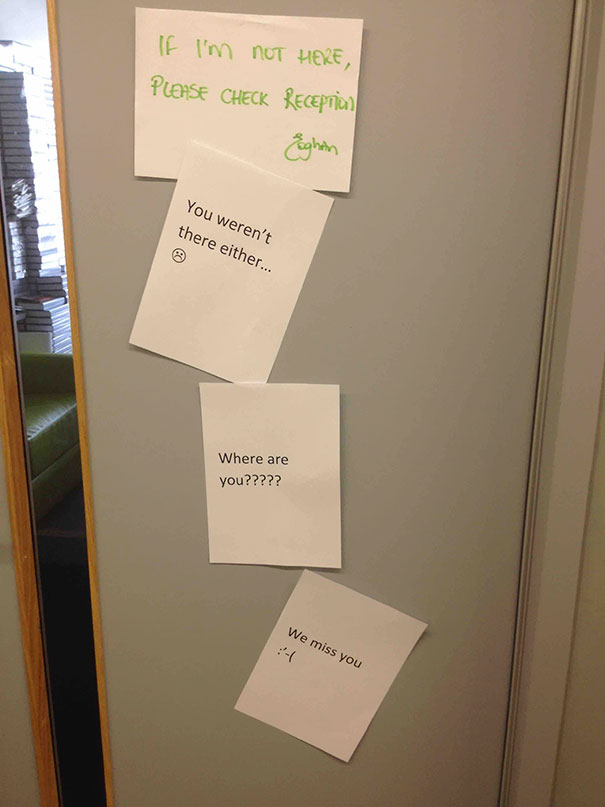 IF I'm NOT HERE,
PLEASE CHECK RECEPTION
Eoghan
You weren't
there either...
☹
Where are
you?????
We miss you
:'-(